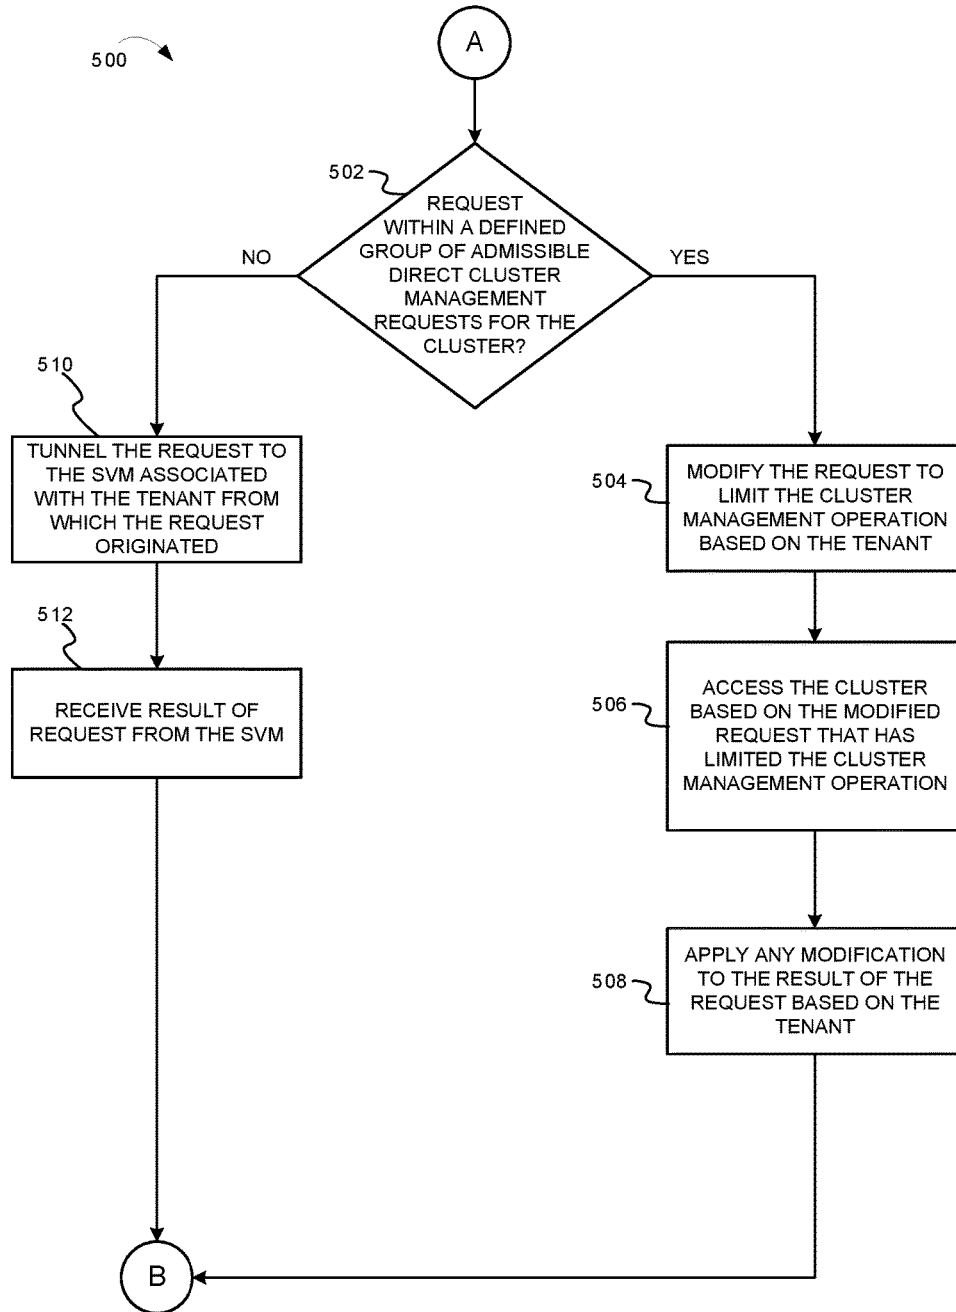 500
A
502
REQUEST
WITHIN A DEFINED
GROUP OF ADMISSIBLE
DIRECT CLUSTER
MANAGEMENT
REQUESTS FOR THE
CLUSTER?
NO
YES
510
TUNNEL THE REQUEST TO
THE SVM ASSOCIATED
WITH THE TENANT FROM
WHICH THE REQUEST
ORIGINATED
504
MODIFY THE REQUEST TO
LIMIT THE CLUSTER
MANAGEMENT OPERATION
BASED ON THE TENANT
512
RECEIVE RESULT OF
REQUEST FROM THE SVM
506
ACCESS THE CLUSTER
BASED ON THE MODIFIED
REQUEST THAT HAS
LIMITED THE CLUSTER
MANAGEMENT OPERATION
508
APPLY ANY MODIFICATION
TO THE RESULT OF THE
REQUEST BASED ON THE
TENANT
B